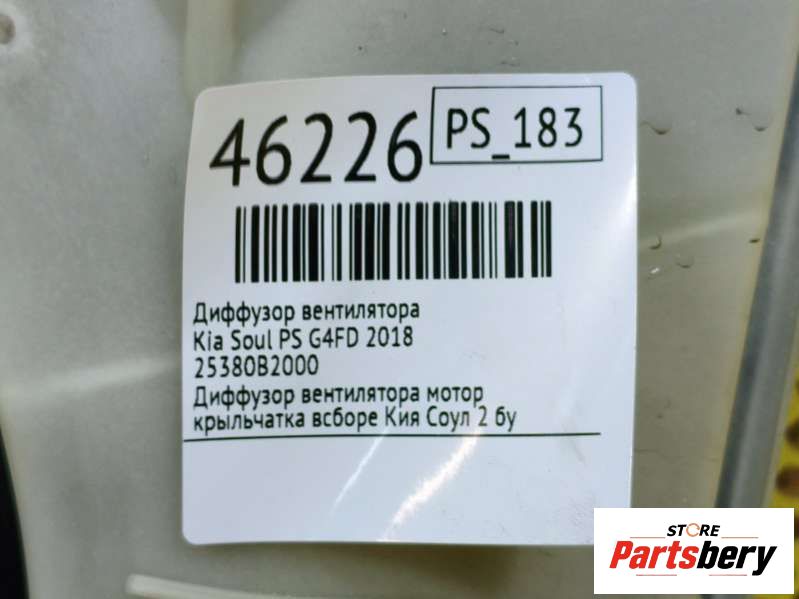 46226
PS_183
Диффузор вентилятора
Kia Soul PS G4FD 2018
25380B2000
Диффузор вентилятора мотор
крыльчатка всборе Кия Соул 2 бу
STORE
Partsbery